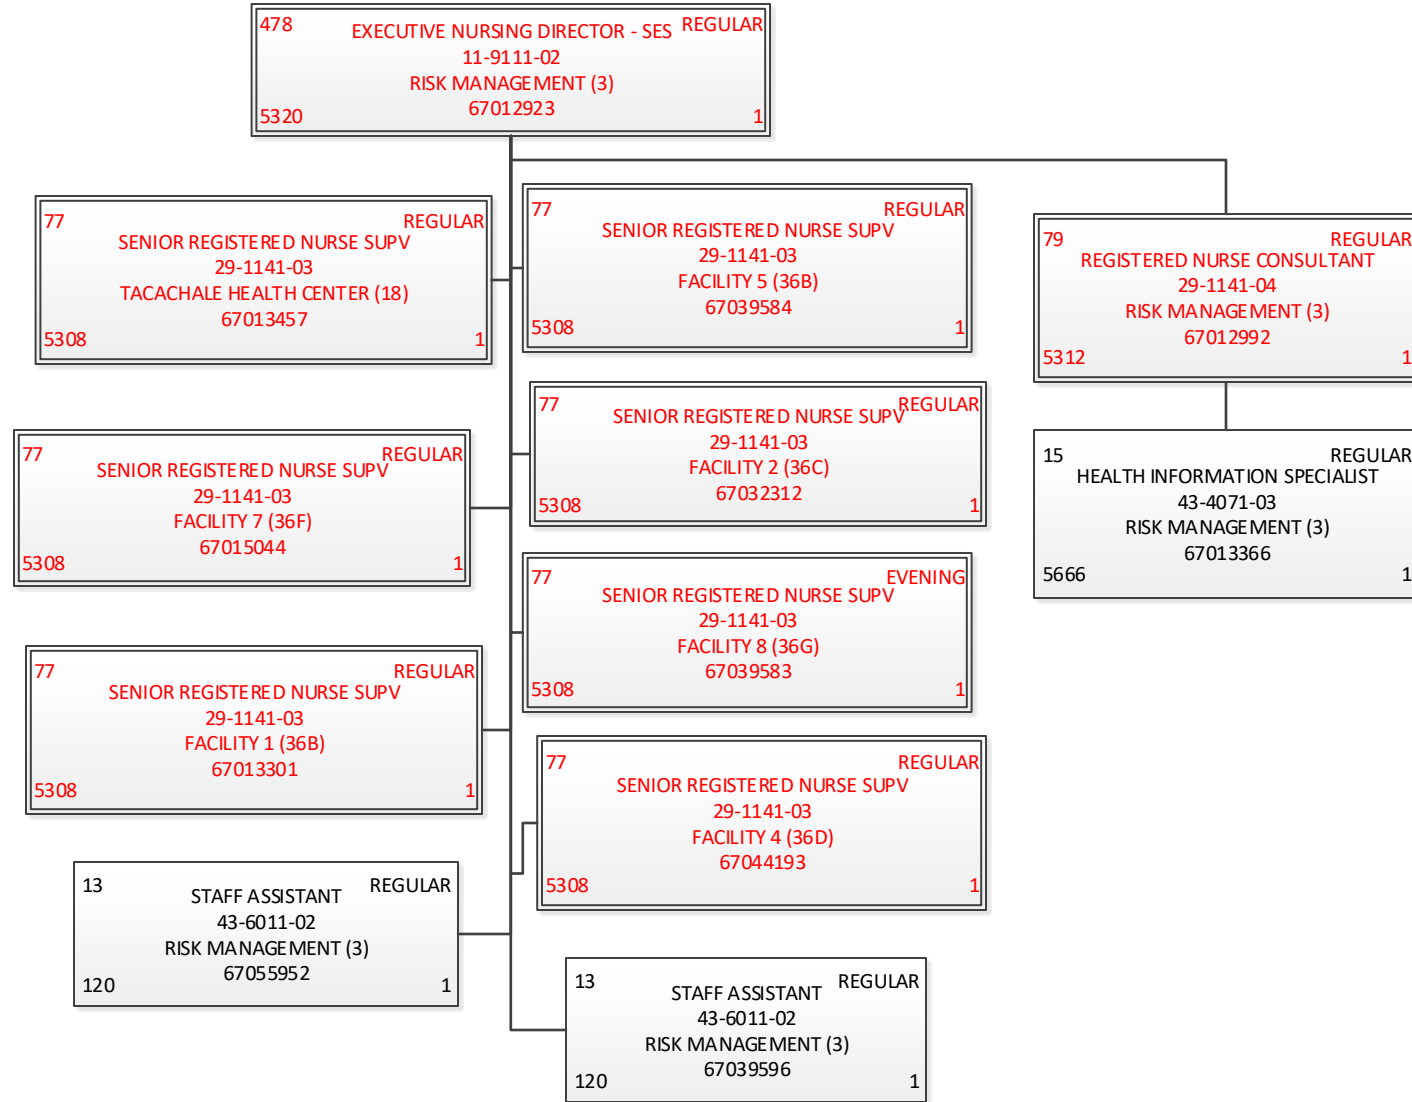 478 REGULAR
EXECUTIVE NURSING DIRECTOR - SES
11-9111-02
RISK MANAGEMENT (3)
67012923
5320 1
77 REGULAR
SENIOR REGISTERED NURSE SUPV
29-1141-03
TACACHALE HEALTH CENTER (18)
67013457
5308 1
77 REGULAR
SENIOR REGISTERED NURSE SUPV
29-1141-03
FACILITY 5 (36B)
67039584
5308 1
79 REGULAR
REGISTERED NURSE CONSULTANT
29-1141-04
RISK MANAGEMENT (3)
67012992
5312 1
77 REGULAR
SENIOR REGISTERED NURSE SUPV
29-1141-03
FACILITY 7 (36F)
67015044
5308 1
77 REGULAR
SENIOR REGISTERED NURSE SUPV
29-1141-03
FACILITY 2 (36C)
67032312
5308 1
15 REGULAR
HEALTH INFORMATION SPECIALIST
43-4071-03
RISK MANAGEMENT (3)
67013366
5666 1
77 EVENING
SENIOR REGISTERED NURSE SUPV
29-1141-03
FACILITY 8 (36G)
67039583
5308 1
77 REGULAR
SENIOR REGISTERED NURSE SUPV
29-1141-03
FACILITY 1 (36B)
67013301
5308 1
77 REGULAR
SENIOR REGISTERED NURSE SUPV
29-1141-03
FACILITY 4 (36D)
67044193
5308 1
13 REGULAR
STAFF ASSISTANT
43-6011-02
RISK MANAGEMENT (3)
67055952
120 1
13 REGULAR
STAFF ASSISTANT
43-6011-02
RISK MANAGEMENT (3)
67039596
120 1